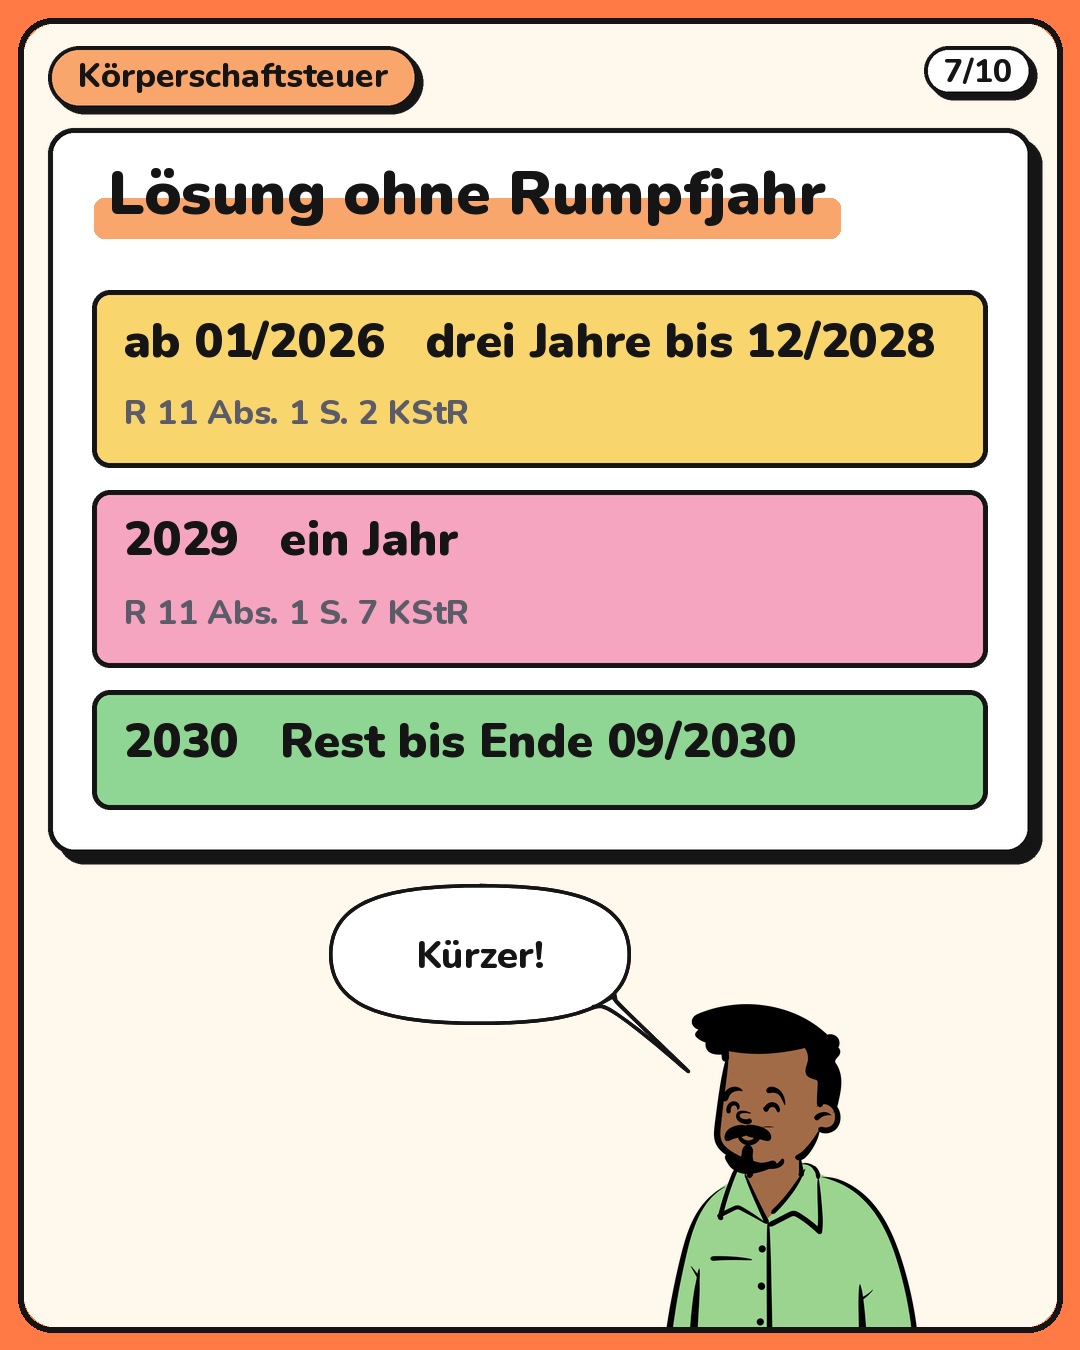 Körperschaftsteuer
7/10
Lösung ohne Rumpfjahr
ab 01/2026 drei Jahre bis 12/2028
R 11 Abs. 1 S. 2 KStR
2029 ein Jahr
R 11 Abs. 1 S. 7 KStR
2030 Rest bis Ende 09/2030
Kürzer!